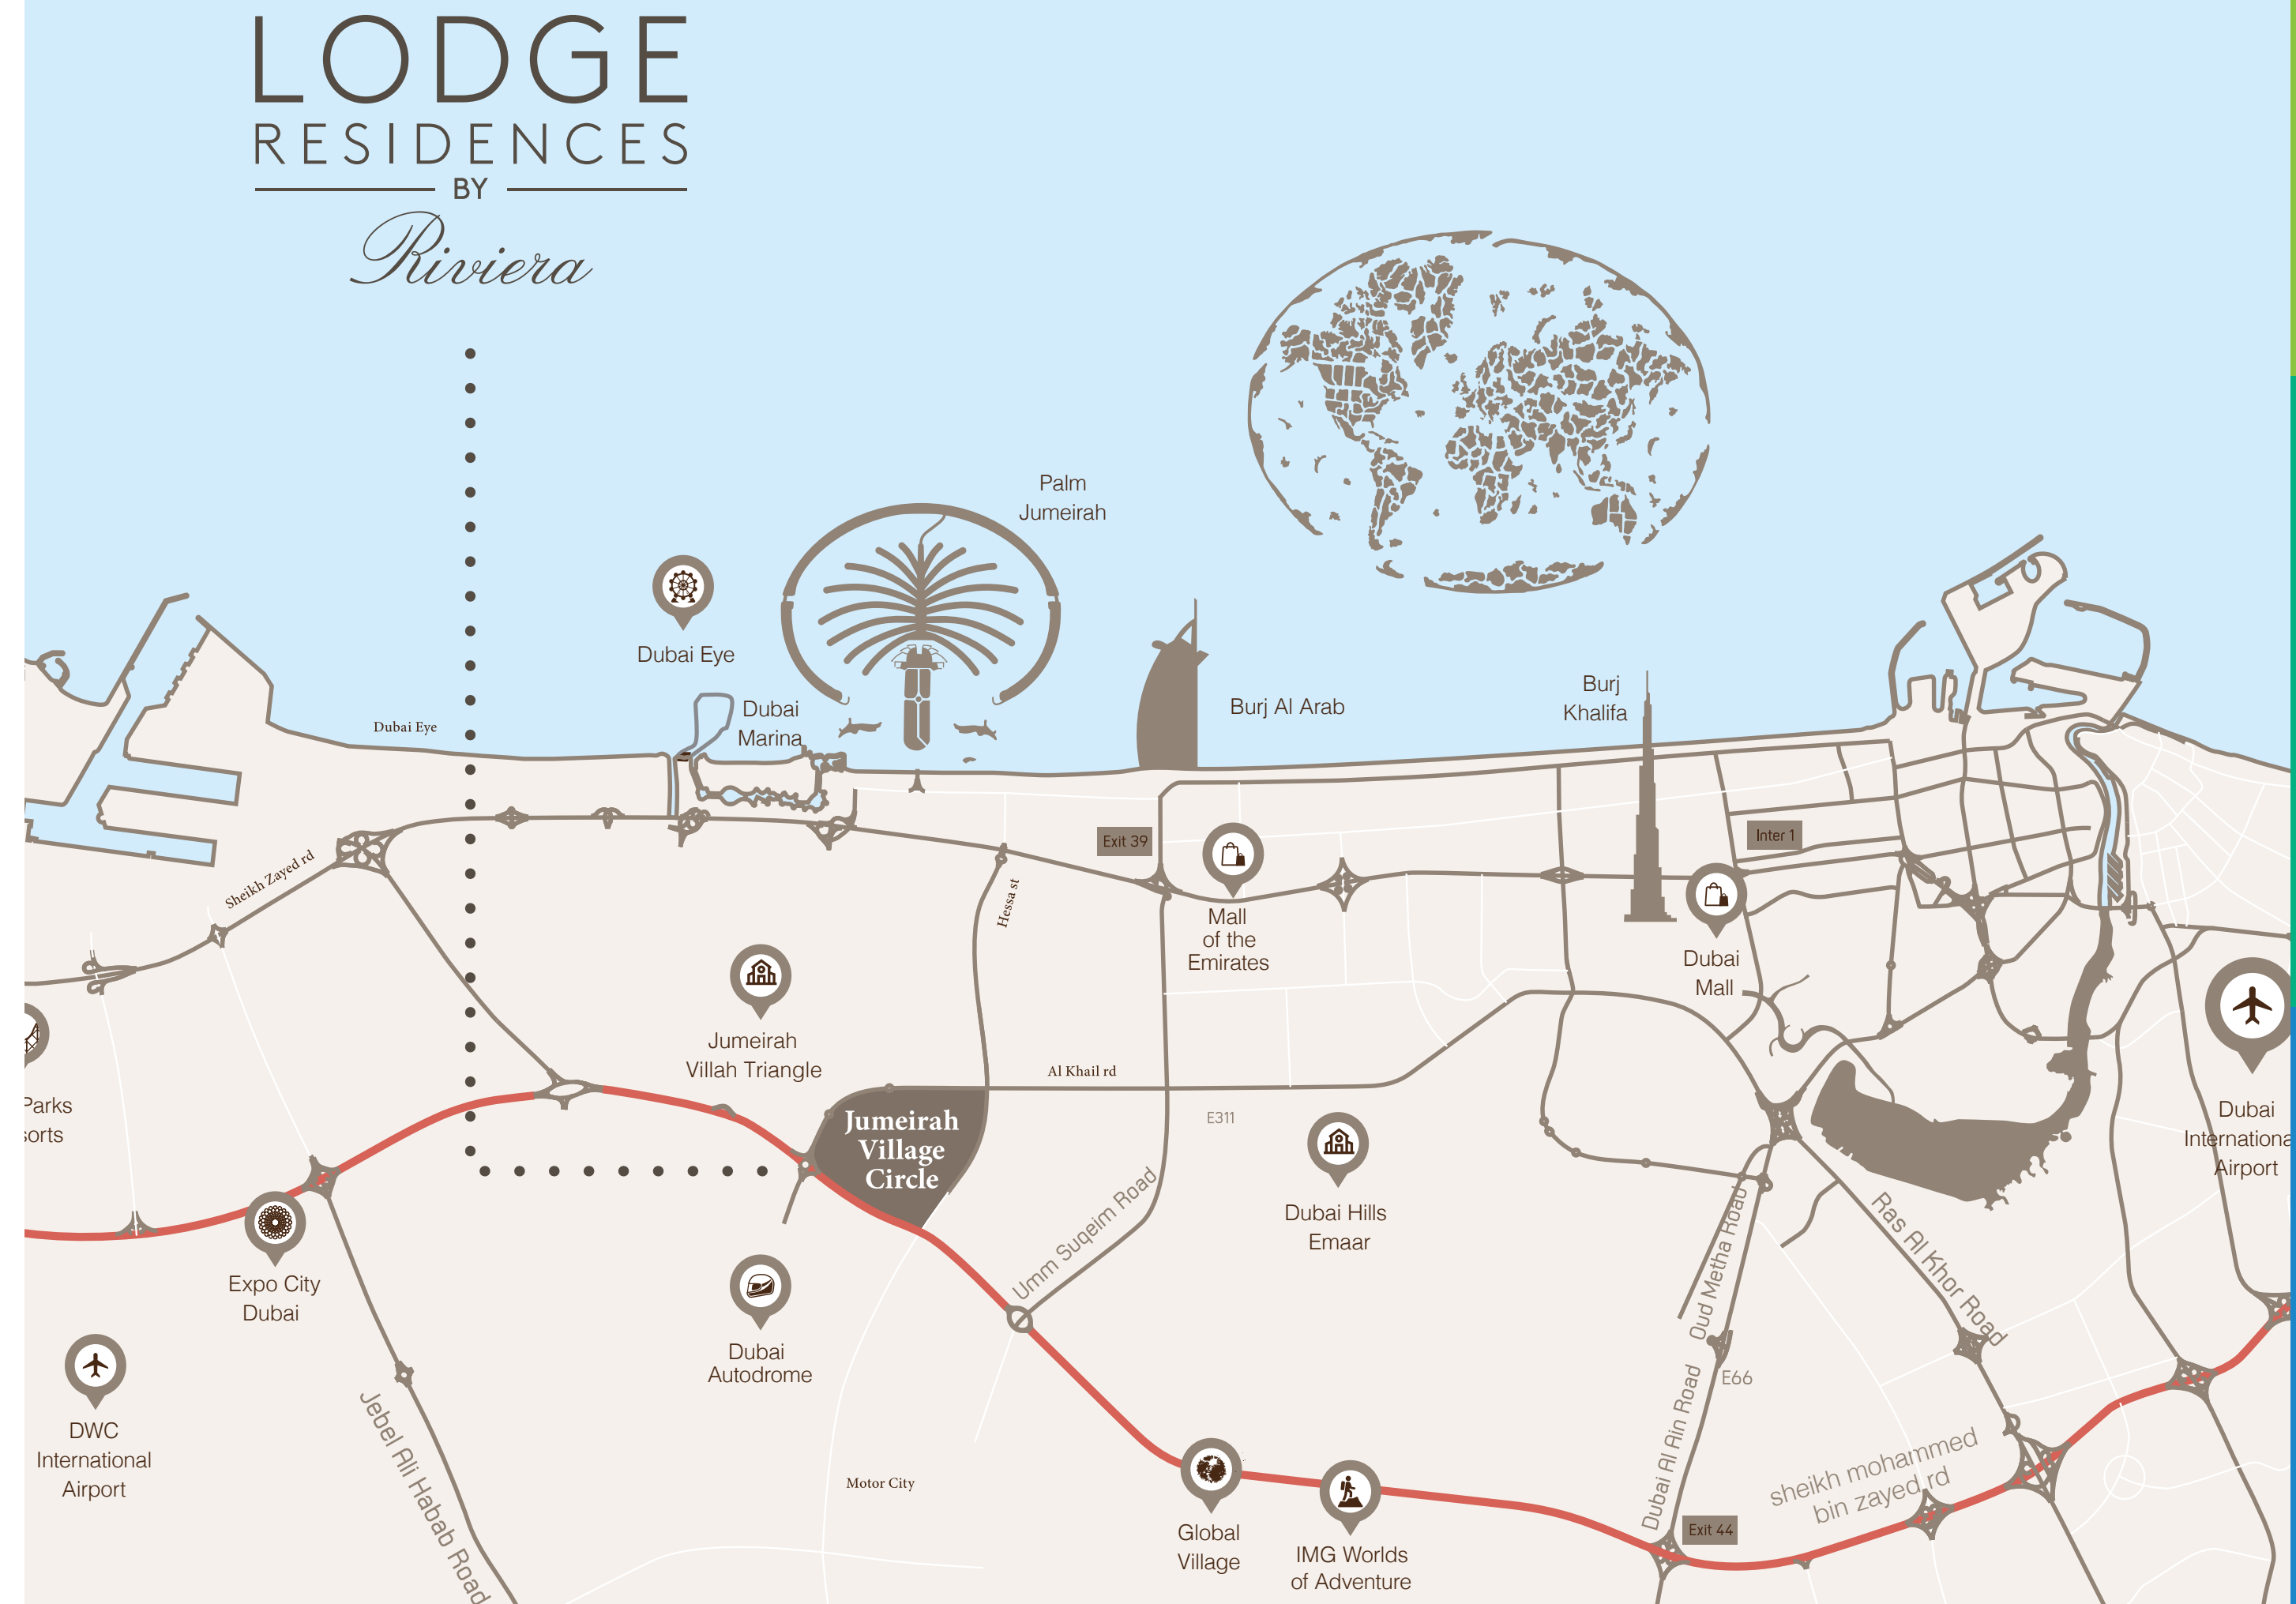 LODGE
RESIDENCES
BY
Riviera
Palm
Jumeirah
Dubai Eye
Dubai
Marina
Dubai Eye
Burj Al Arab
Burj
Khalifa
Exit 39
Inter 1
Sheikh Zayed rd
Hessa st
Mall
of the
Emirates
Dubai
Mall
Jumeirah
Villah Triangle
Al Khail rd
E311
Parks
sorts
Jumeirah
Village
Circle
Dubai
Internationa
Airport
Umm Suqeim Road
Dubai Hills
Emaar
Oud Metha Road
Ras Al Khor Road
Expo City
Dubai
Dubai
Autodrome
E66
DWC
International
Airport
Jebel Ali Habab Road
Motor City
Dubai Al Ain Road
sheikh mohammed
bin zayed rd
Exit 44
Global
Village
IMG Worlds
of Adventure